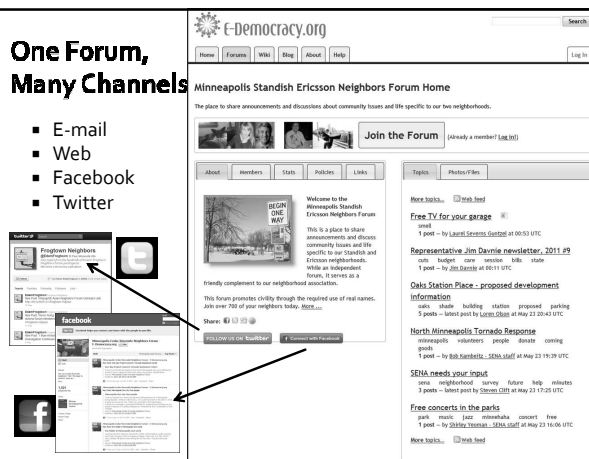 One Forum,
Many Channels
E-mail
Web
Facebook
Twitter
Frogtown Neighbors
facebook
E-Democracy.org
Search
Home Forums Wiki Blog About Help
Log In
Minneapolis Standish Ericsson Neighbors Forum Home
The place to share announcements and discussions about community issues and life specific to our two neighborhoods.
Join the Forum
(Already a member? Log in!)
About Members Stats Policies Links
BEGIN
ONE
WAY
Welcome to the
Minneapolis Standish
Ericsson Neighbors Forum
This is a place to share
announcements and discuss
community issues and life
specific to our Standish and
Ericsson neighborhoods.
While an independent
forum, it serves as a
friendly complement to our neighborhood association.
This forum promotes civility through the required use of real names.
Join over 700 of your neighbors today. More ...
Share:
FOLLOW US ON twitter
Connect with Facebook
Topics Photos/Files
More topics... Web feed
Free TV for your garage
smell
1 post — by Laurel Severns Guntzel at 00:53 UTC
Representative Jim Davnie newsletter, 2011 #9
cuts budget care session bills state
1 post — by Jim Davnie at 00:11 UTC
Oaks Station Place - proposed development
information
oaks shade building station proposed parking
5 posts — latest post by Loren Olson at May 23 20:43 UTC
North Minneapolis Tornado Response
minneapolis volunteers people donate coming
goods
1 post — by Bob Kambeitz - SENA staff at May 23 19:39 UTC
SENA needs your input
sena neighborhood survey future help minutes
3 posts — latest post by Steven Clift at May 23 17:25 UTC
Free concerts in the parks
park music jazz minnehaha concert free
1 post — by Shirley Yeoman - SENA staff at May 23 16:06 UTC
More topics... Web feed